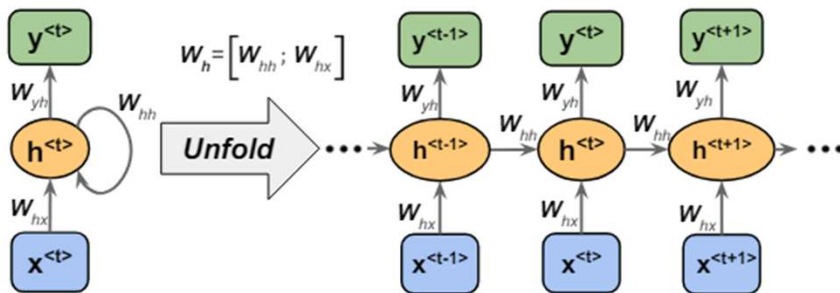 y<t>
W_yh
W_hh
h<t>
W_hx
x<t>
W_h=[W_hh ; W_hx]
Unfold
y<t-1> y<t> y<t+1>
W_yh W_yh W_yh
••• h<t-1> W_hh h<t> W_hh h<t+1> •••
W_hx W_hx W_hx
x<t-1> x<t> x<t+1>